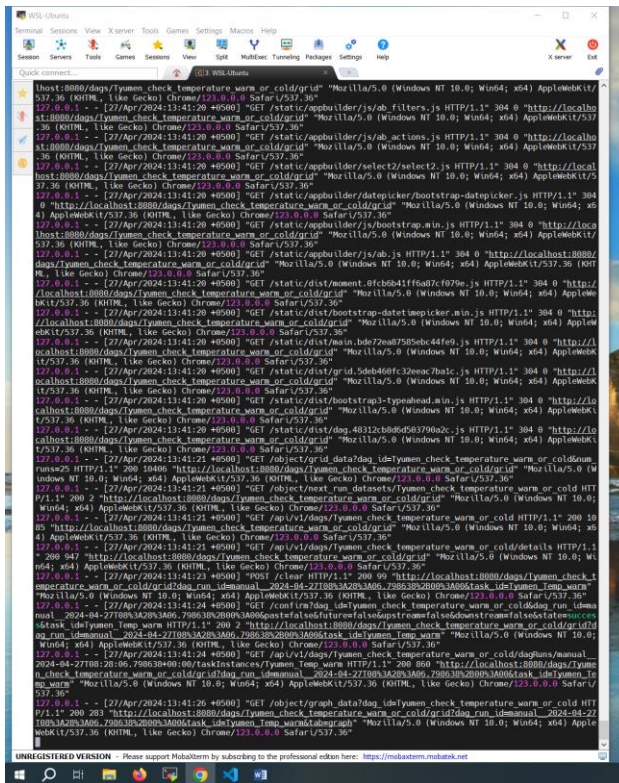 WSL-Ubuntu
Terminal Sessions View X server Tools Games Settings Macros Help
Session Servers Tools Games Sessions View Split MultiExec Tunneling Packages Settings Help X server Exit
Quick connect... 3. WSL-Ubuntu
lhost:8080/dags/Tyumen_check_temperature_warm_or_cold/grid" "Mozilla/5.0 (Windows NT 10.0; Win64; x64) AppleWebKit/
537.36 (KHTML, like Gecko) Chrome/123.0.0.0 Safari/537.36"
127.0.0.1 - - [27/Apr/2024:13:41:20 +0500] "GET /static/appbuilder/js/ab_filters.js HTTP/1.1" 304 0 "http://localho
st:8080/dags/Tyumen_check_temperature_warm_or_cold/grid" "Mozilla/5.0 (Windows NT 10.0; Win64; x64) AppleWebKit/537
.36 (KHTML, like Gecko) Chrome/123.0.0.0 Safari/537.36"
127.0.0.1 - - [27/Apr/2024:13:41:20 +0500] "GET /static/appbuilder/js/ab_actions.js HTTP/1.1" 304 0 "http://localho
st:8080/dags/Tyumen_check_temperature_warm_or_cold/grid" "Mozilla/5.0 (Windows NT 10.0; Win64; x64) AppleWebKit/537
.36 (KHTML, like Gecko) Chrome/123.0.0.0 Safari/537.36"
127.0.0.1 - - [27/Apr/2024:13:41:20 +0500] "GET /static/appbuilder/select2/select2.js HTTP/1.1" 304 0 "http://local
host:8080/dags/Tyumen_check_temperature_warm_or_cold/grid" "Mozilla/5.0 (Windows NT 10.0; Win64; x64) AppleWebKit/5
37.36 (KHTML, like Gecko) Chrome/123.0.0.0 Safari/537.36"
127.0.0.1 - - [27/Apr/2024:13:41:20 +0500] "GET /static/appbuilder/datepicker/bootstrap-datepicker.js HTTP/1.1" 304
0 "http://localhost:8080/dags/Tyumen_check_temperature_warm_or_cold/grid" "Mozilla/5.0 (Windows NT 10.0; Win64; x6
4) AppleWebKit/537.36 (KHTML, like Gecko) Chrome/123.0.0.0 Safari/537.36"
127.0.0.1 - - [27/Apr/2024:13:41:20 +0500] "GET /static/appbuilder/js/bootstrap.min.js HTTP/1.1" 304 0 "http://loca
lhost:8080/dags/Tyumen_check_temperature_warm_or_cold/grid" "Mozilla/5.0 (Windows NT 10.0; Win64; x64) AppleWebKit/
537.36 (KHTML, like Gecko) Chrome/123.0.0.0 Safari/537.36"
127.0.0.1 - - [27/Apr/2024:13:41:20 +0500] "GET /static/appbuilder/js/ab.js HTTP/1.1" 304 0 "http://localhost:8080/
dags/Tyumen_check_temperature_warm_or_cold/grid" "Mozilla/5.0 (Windows NT 10.0; Win64; x64) AppleWebKit/537.36 (KHT
ML, like Gecko) Chrome/123.0.0.0 Safari/537.36"
127.0.0.1 - - [27/Apr/2024:13:41:20 +0500] "GET /static/dist/moment.0fcb6b41ff6a87cf079e.js HTTP/1.1" 304 0 "http:/
/localhost:8080/dags/Tyumen_check_temperature_warm_or_cold/grid" "Mozilla/5.0 (Windows NT 10.0; Win64; x64) AppleWe
bKit/537.36 (KHTML, like Gecko) Chrome/123.0.0.0 Safari/537.36"
127.0.0.1 - - [27/Apr/2024:13:41:20 +0500] "GET /static/dist/bootstrap-datetimepicker.min.js HTTP/1.1" 304 0 "http:
//localhost:8080/dags/Tyumen_check_temperature_warm_or_cold/grid" "Mozilla/5.0 (Windows NT 10.0; Win64; x64) AppleW
ebKit/537.36 (KHTML, like Gecko) Chrome/123.0.0.0 Safari/537.36"
127.0.0.1 - - [27/Apr/2024:13:41:20 +0500] "GET /static/dist/main.bde72ea87585ebc44fe9.js HTTP/1.1" 304 0 "http://l
ocalhost:8080/dags/Tyumen_check_temperature_warm_or_cold/grid" "Mozilla/5.0 (Windows NT 10.0; Win64; x64) AppleWebK
it/537.36 (KHTML, like Gecko) Chrome/123.0.0.0 Safari/537.36"
127.0.0.1 - - [27/Apr/2024:13:41:20 +0500] "GET /static/dist/grid.5deb460fc32eeac7ba1c.js HTTP/1.1" 304 0 "http://l
ocalhost:8080/dags/Tyumen_check_temperature_warm_or_cold/grid" "Mozilla/5.0 (Windows NT 10.0; Win64; x64) AppleWebK
it/537.36 (KHTML, like Gecko) Chrome/123.0.0.0 Safari/537.36"
127.0.0.1 - - [27/Apr/2024:13:41:20 +0500] "GET /static/dist/bootstrap3-typeahead.min.js HTTP/1.1" 304 0 "http://lo
calhost:8080/dags/Tyumen_check_temperature_warm_or_cold/grid" "Mozilla/5.0 (Windows NT 10.0; Win64; x64) AppleWebKi
t/537.36 (KHTML, like Gecko) Chrome/123.0.0.0 Safari/537.36"
127.0.0.1 - - [27/Apr/2024:13:41:20 +0500] "GET /static/dist/dag.48312cb8d6d503790a2c.js HTTP/1.1" 304 0 "http://lo
calhost:8080/dags/Tyumen_check_temperature_warm_or_cold/grid" "Mozilla/5.0 (Windows NT 10.0; Win64; x64) AppleWebKi
t/537.36 (KHTML, like Gecko) Chrome/123.0.0.0 Safari/537.36"
127.0.0.1 - - [27/Apr/2024:13:41:21 +0500] "GET /object/grid_data?dag_id=Tyumen_check_temperature_warm_or_cold&num_
runs=25 HTTP/1.1" 200 10406 "http://localhost:8080/dags/Tyumen_check_temperature_warm_or_cold/grid" "Mozilla/5.0 (W
indows NT 10.0; Win64; x64) AppleWebKit/537.36 (KHTML, like Gecko) Chrome/123.0.0.0 Safari/537.36"
127.0.0.1 - - [27/Apr/2024:13:41:21 +0500] "GET /object/next_run_datasets/Tyumen_check_temperature_warm_or_cold HTT
P/1.1" 200 2 "http://localhost:8080/dags/Tyumen_check_temperature_warm_or_cold/grid" "Mozilla/5.0 (Windows NT 10.0;
Win64; x64) AppleWebKit/537.36 (KHTML, like Gecko) Chrome/123.0.0.0 Safari/537.36"
127.0.0.1 - - [27/Apr/2024:13:41:21 +0500] "GET /api/v1/dags/Tyumen_check_temperature_warm_or_cold HTTP/1.1" 200 10
85 "http://localhost:8080/dags/Tyumen_check_temperature_warm_or_cold/grid" "Mozilla/5.0 (Windows NT 10.0; Win64; x6
4) AppleWebKit/537.36 (KHTML, like Gecko) Chrome/123.0.0.0 Safari/537.36"
127.0.0.1 - - [27/Apr/2024:13:41:21 +0500] "GET /api/v1/dags/Tyumen_check_temperature_warm_or_cold/details HTTP/1.1
" 200 947 "http://localhost:8080/dags/Tyumen_check_temperature_warm_or_cold/grid" "Mozilla/5.0 (Windows NT 10.0; Wi
n64; x64) AppleWebKit/537.36 (KHTML, like Gecko) Chrome/123.0.0.0 Safari/537.36"
127.0.0.1 - - [27/Apr/2024:13:41:23 +0500] "POST /clear HTTP/1.1" 200 99 "http://localhost:8080/dags/Tyumen_check_t
emperature_warm_or_cold/grid?dag_run_id=manual__2024-04-27T08%3A28%3A06.798638%2B00%3A00&task_id=Tyumen_Temp_warm"
"Mozilla/5.0 (Windows NT 10.0; Win64; x64) AppleWebKit/537.36 (KHTML, like Gecko) Chrome/123.0.0.0 Safari/537.36"
127.0.0.1 - - [27/Apr/2024:13:41:24 +0500] "GET /confirm?dag_id=Tyumen_check_temperature_warm_or_cold&dag_run_id=ma
nual__2024-04-27T08%3A28%3A06.798638%2B00%3A00&past=false&future=false&upstream=false&downstream=false&state=succes
s&task_id=Tyumen_Temp_warm HTTP/1.1" 200 2 "http://localhost:8080/dags/Tyumen_check_temperature_warm_or_cold/grid?d
ag_run_id=manual__2024-04-27T08%3A28%3A06.798638%2B00%3A00&task_id=Tyumen_Temp_warm" "Mozilla/5.0 (Windows NT 10.0;
Win64; x64) AppleWebKit/537.36 (KHTML, like Gecko) Chrome/123.0.0.0 Safari/537.36"
127.0.0.1 - - [27/Apr/2024:13:41:24 +0500] "GET /api/v1/dags/Tyumen_check_temperature_warm_or_cold/dagRuns/manual__
2024-04-27T08:28:06.798638+00:00/taskInstances/Tyumen_Temp_warm HTTP/1.1" 200 860 "http://localhost:8080/dags/Tyume
n_check_temperature_warm_or_cold/grid?dag_run_id=manual__2024-04-27T08%3A28%3A06.798638%2B00%3A00&task_id=Tyumen_Te
mp_warm" "Mozilla/5.0 (Windows NT 10.0; Win64; x64) AppleWebKit/537.36 (KHTML, like Gecko) Chrome/123.0.0.0 Safari/
537.36"
127.0.0.1 - - [27/Apr/2024:13:41:26 +0500] "GET /object/graph_data?dag_id=Tyumen_check_temperature_warm_or_cold HTT
P/1.1" 200 283 "http://localhost:8080/dags/Tyumen_check_temperature_warm_or_cold/grid?dag_run_id=manual__2024-04-27
T08%3A28%3A06.798638%2B00%3A00&task_id=Tyumen_Temp_warm&tab=graph" "Mozilla/5.0 (Windows NT 10.0; Win64; x64) Apple
WebKit/537.36 (KHTML, like Gecko) Chrome/123.0.0.0 Safari/537.36"
UNREGISTERED VERSION - Please support MobaXterm by subscribing to the professional edition here: https://mobaxterm.mobatek.net